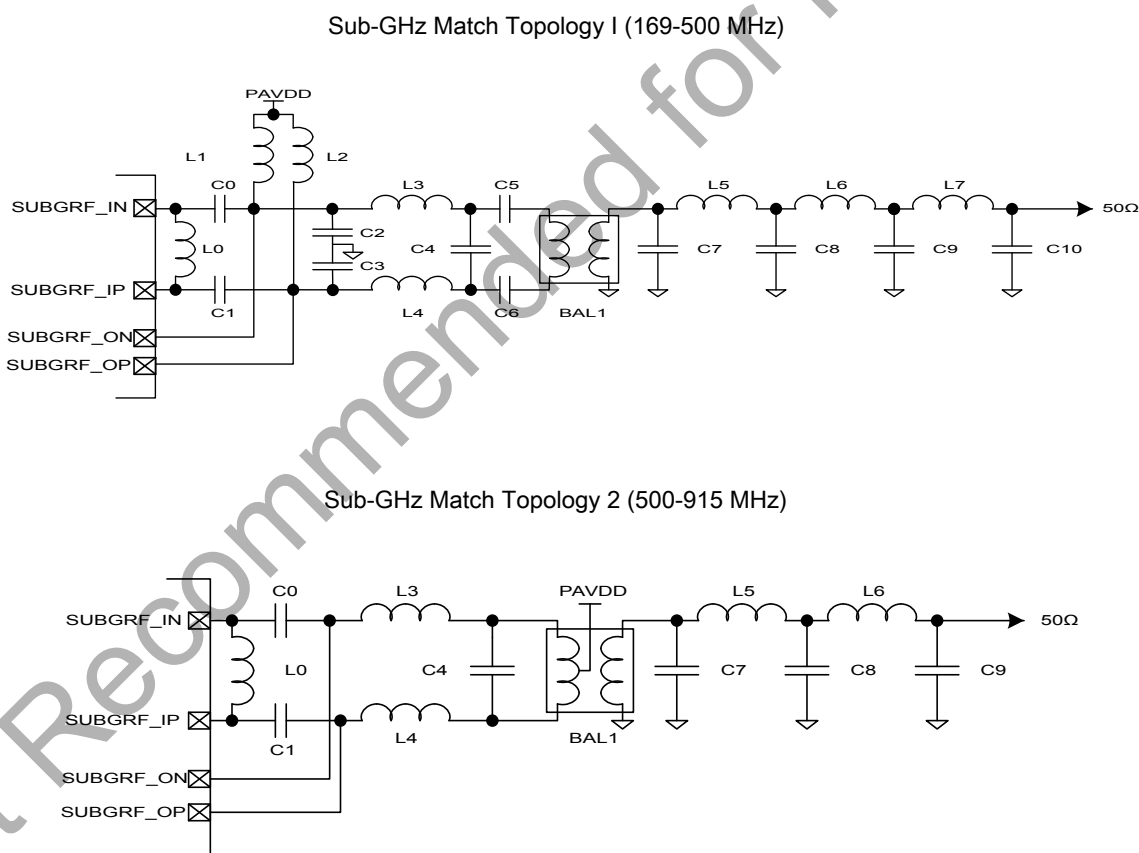 Sub-GHz Match Topology I (169-500 MHz)
PAVDD
L1
L2
C0
L3
C5
L5
L6
L7
SUBGRF_IN
50Ω
L0
C2
C3
C4
C7
C8
C9
C10
SUBGRF_IP
C1
L4
C6
BAL1
SUBGRF_ON
SUBGRF_OP
Sub-GHz Match Topology 2 (500-915 MHz)
C0
L3
PAVDD
L5
L6
SUBGRF_IN
50Ω
L0
C4
C7
C8
C9
SUBGRF_IP
C1
L4
BAL1
SUBGRF_ON
SUBGRF_OP
Recommended for